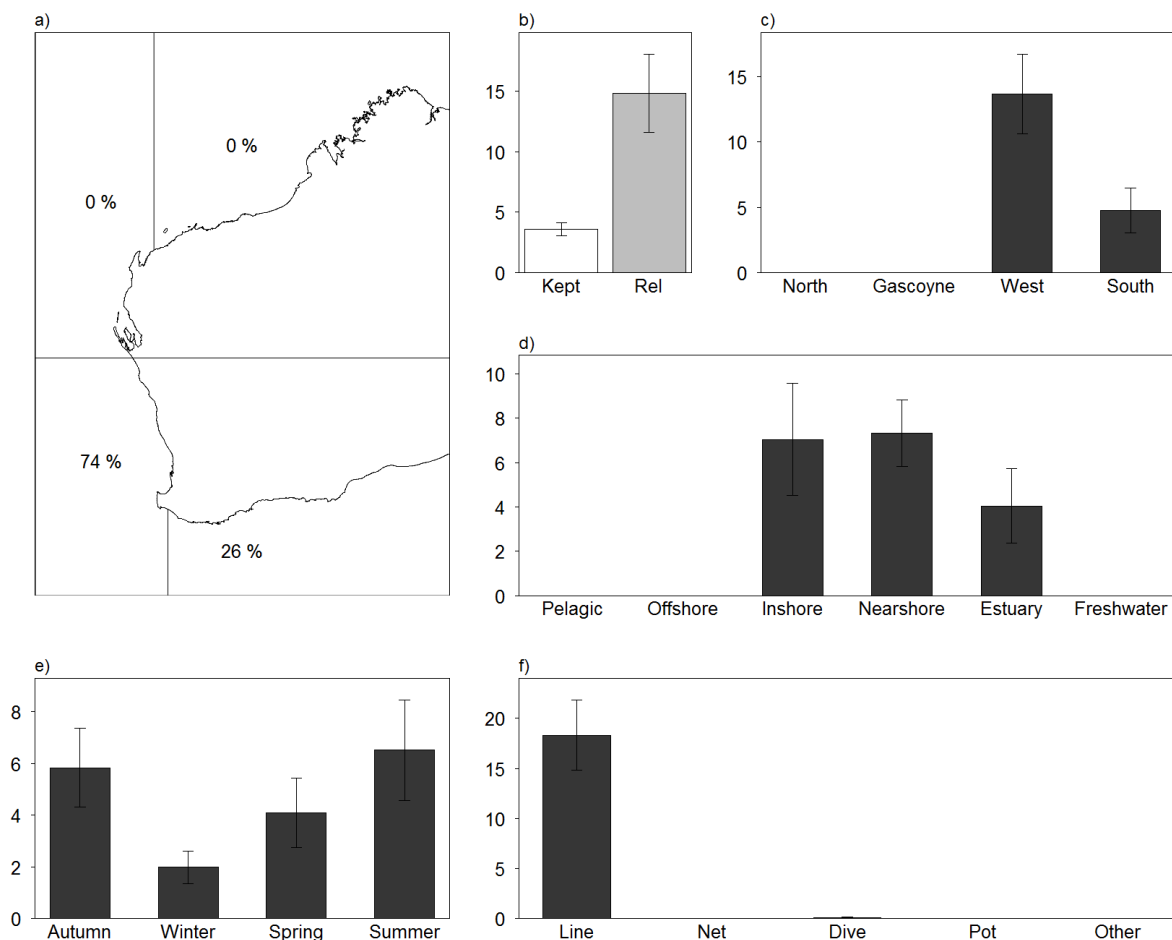 a)
0 %
0 %
74 %
26 %
b)
15
10
5
0
Kept Rel
c)
15
10
5
0
North Gascoyne West South
d)
10
8
6
4
2
0
Pelagic Offshore Inshore Nearshore Estuary Freshwater
e)
8
6
4
2
0
Autumn Winter Spring Summer
f)
20
15
10
5
0
Line Net Dive Pot Other